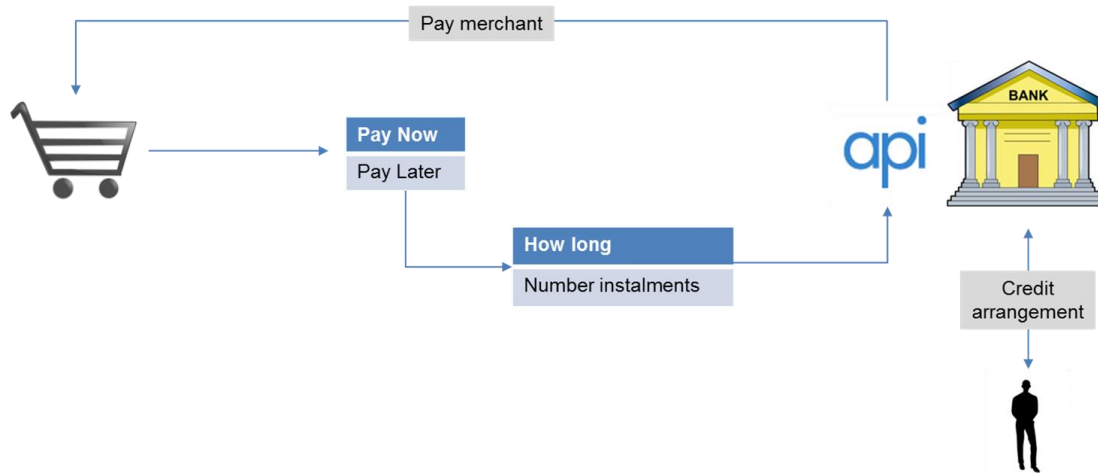 Pay merchant
BANK
Pay Now
api
Pay Later
How long
Number instalments
Credit
arrangement